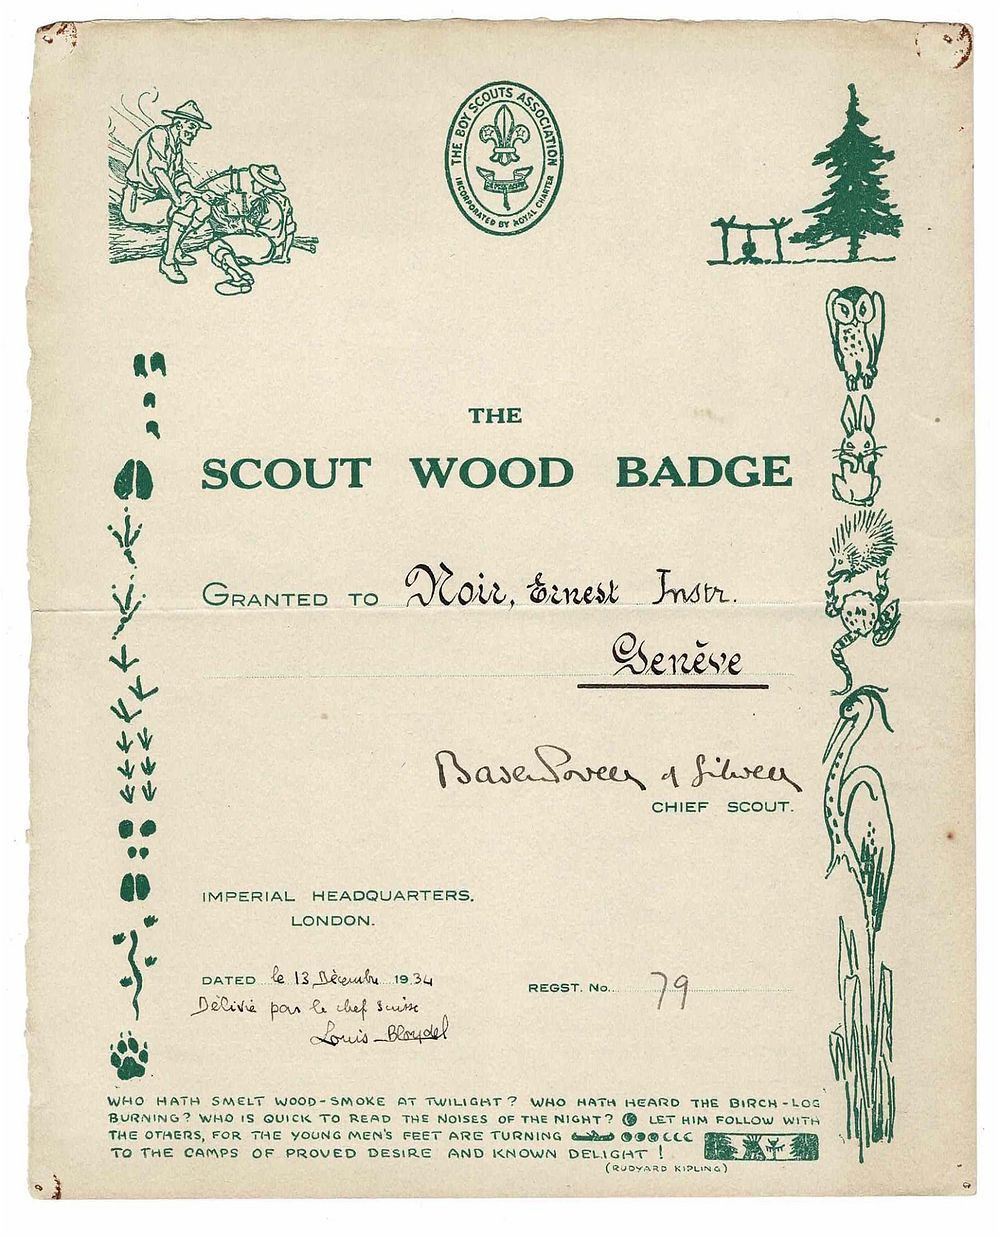 THE BOY SCOUTS ASSOCIATION
INCORPORATED BY ROYAL CHARTER
BE PREPARED
THE
SCOUT WOOD BADGE
GRANTED TO Noir, Ernest Instr.
Genève
Baden Powell of Gilwell
CHIEF SCOUT.
IMPERIAL HEADQUARTERS,
LONDON.
DATED le 13 Décembre 1934
REGST. No. 79
Délivré par le chef suisse
Louis Blondel
WHO HATH SMELT WOOD-SMOKE AT TWILIGHT? WHO HATH HEARD THE BIRCH-LOG
BURNING? WHO IS QUICK TO READ THE NOISES OF THE NIGHT? LET HIM FOLLOW WITH
THE OTHERS, FOR THE YOUNG MEN'S FEET ARE TURNING
TO THE CAMPS OF PROVED DESIRE AND KNOWN DELIGHT!
(RUDYARD KIPLING)